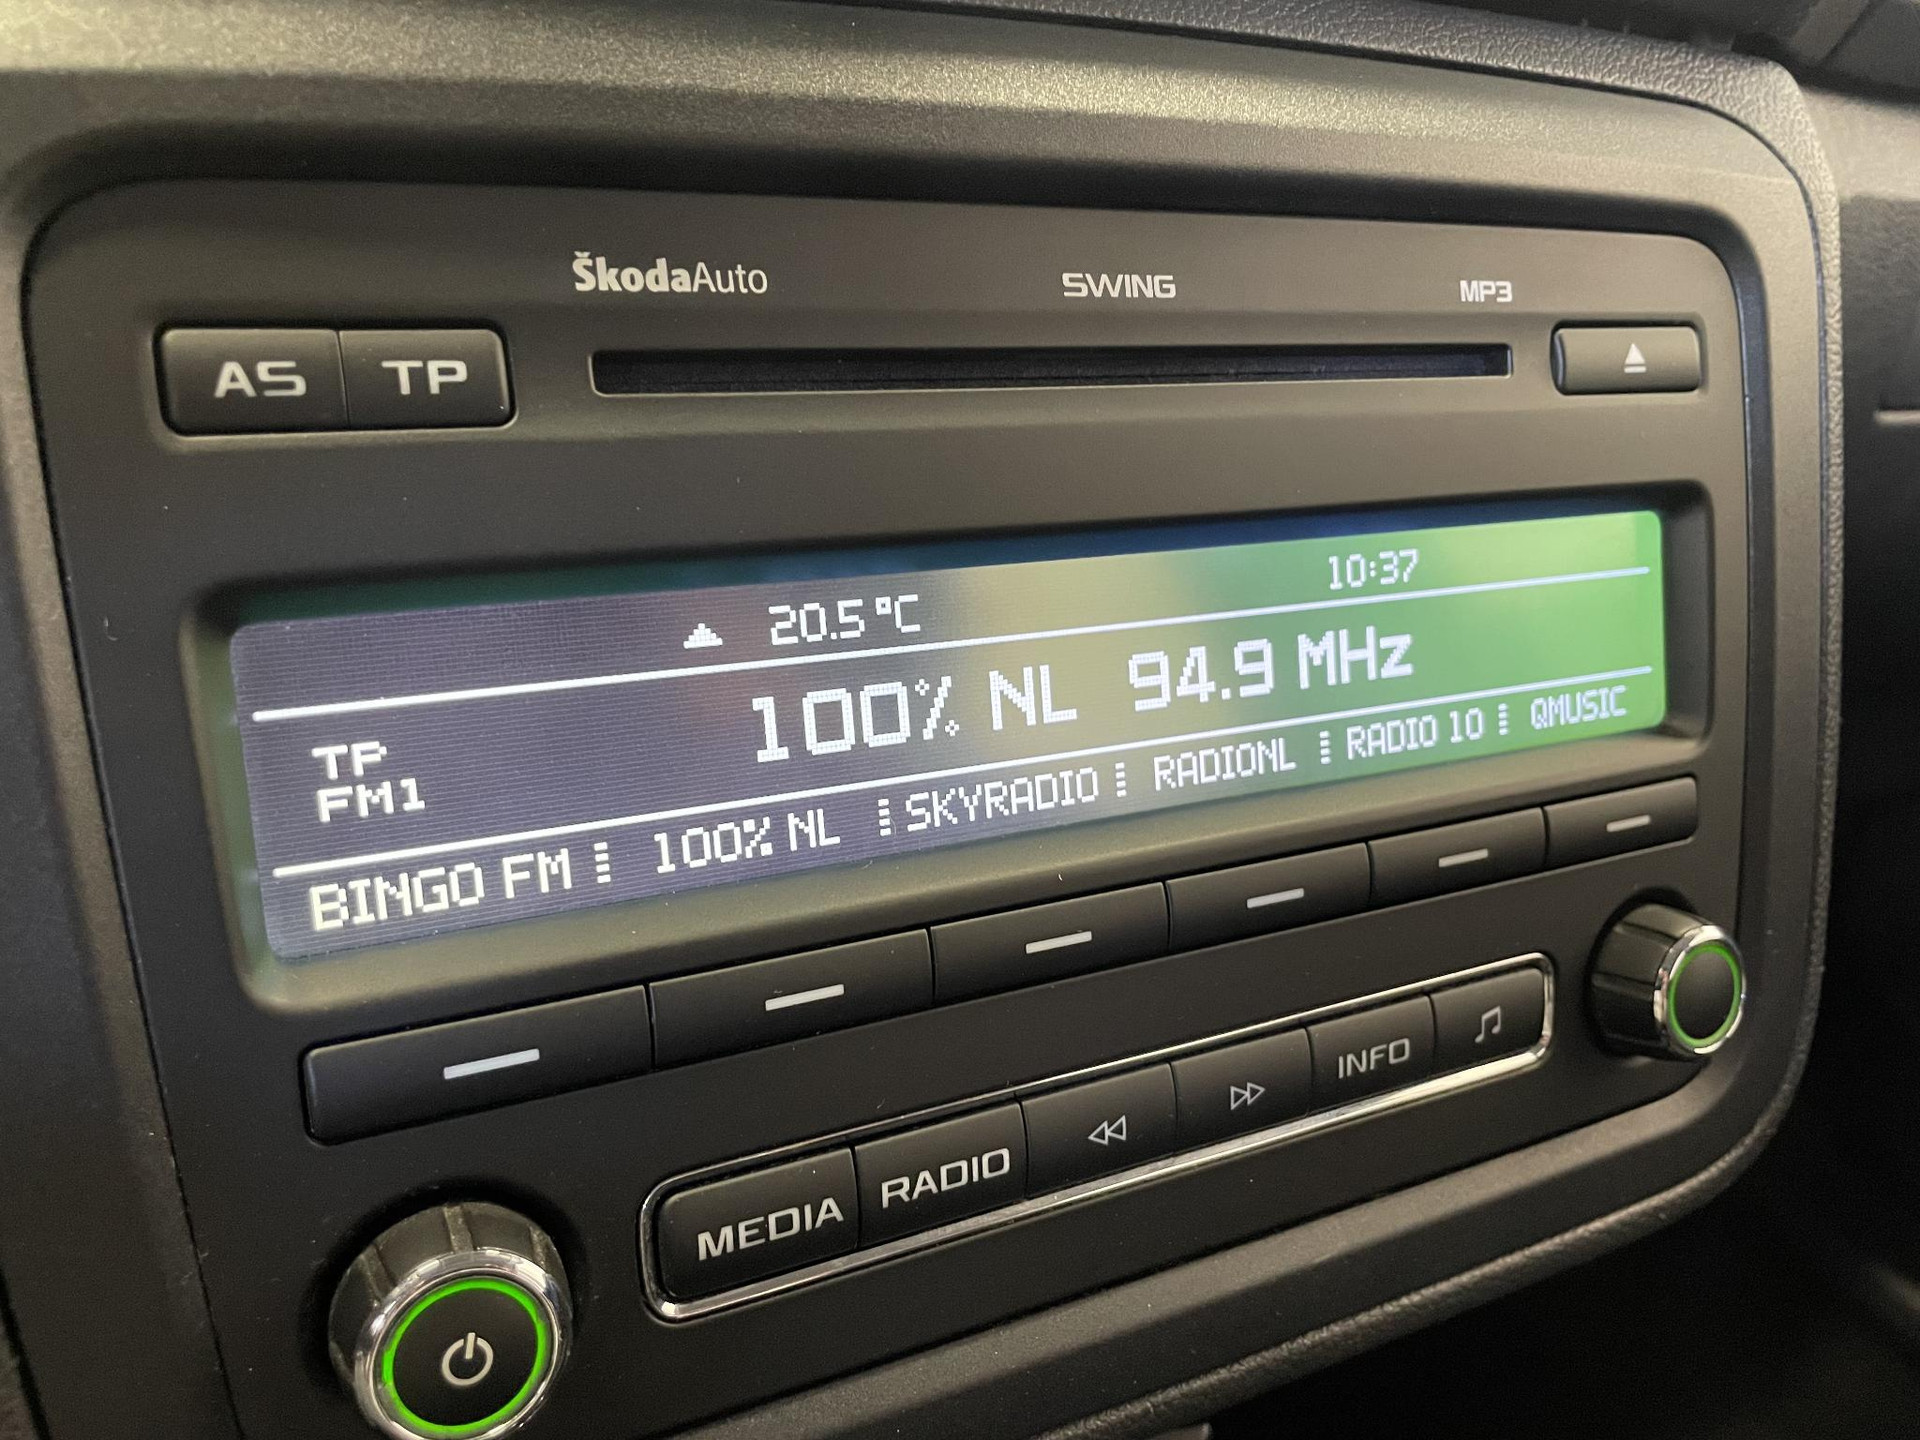 ŠkodaAuto SWING MP3
AS TP
20.5°C 10:37
100% NL 94.9 MHz
TP
FM1
BINGO FM 100% NL SKYRADIO RADIONL RADIO 10 QMUSIC
MEDIA RADIO INFO